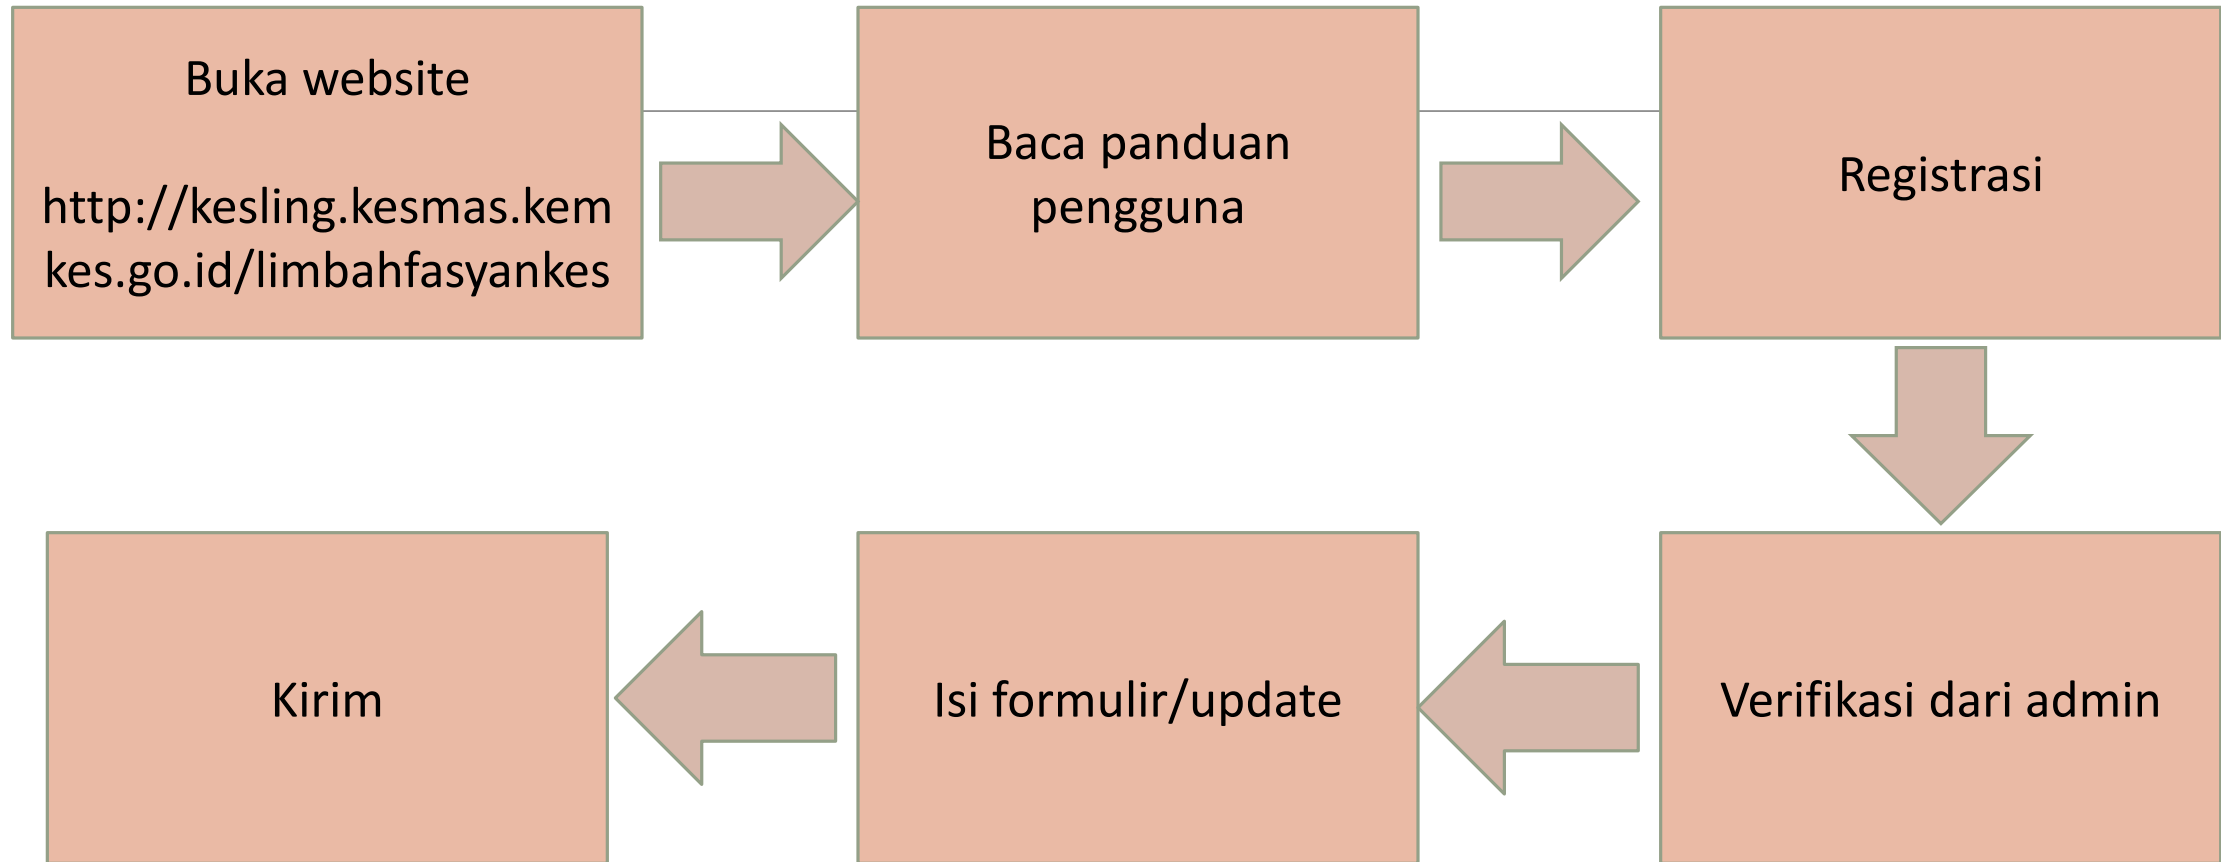 Buka website
http://kesling.kesmas.kem
kes.go.id/limbahfasyankes
Baca panduan
pengguna
Registrasi
Verifikasi dari admin
Isi formulir/update
Kirim